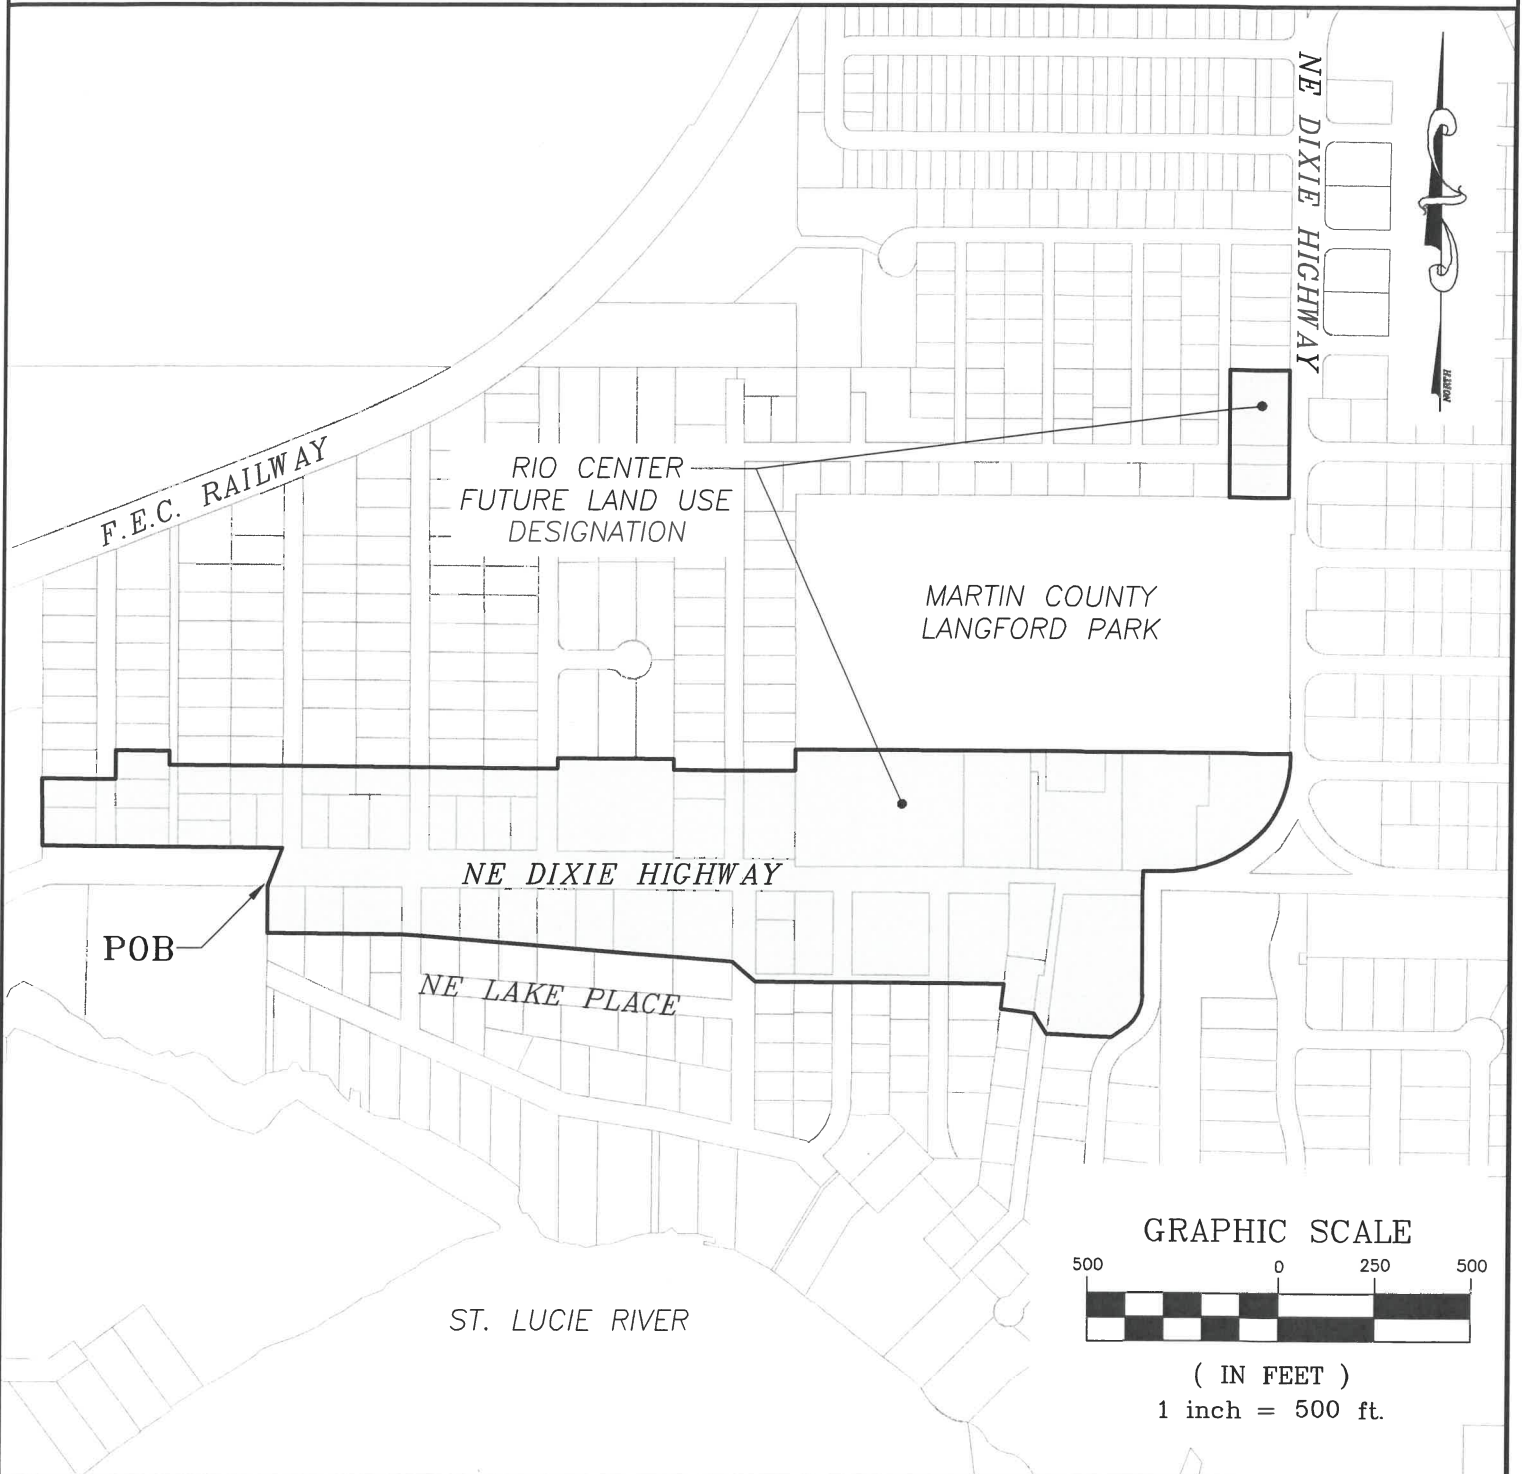 NE DIXIE HIGHWAY
NORTH
F.E.C. RAILWAY
RIO CENTER
FUTURE LAND USE
DESIGNATION
MARTIN COUNTY
LANGFORD PARK
NE DIXIE HIGHWAY
POB
NE LAKE PLACE
ST. LUCIE RIVER
GRAPHIC SCALE
500 0 250 500
( IN FEET )
1 inch = 500 ft.